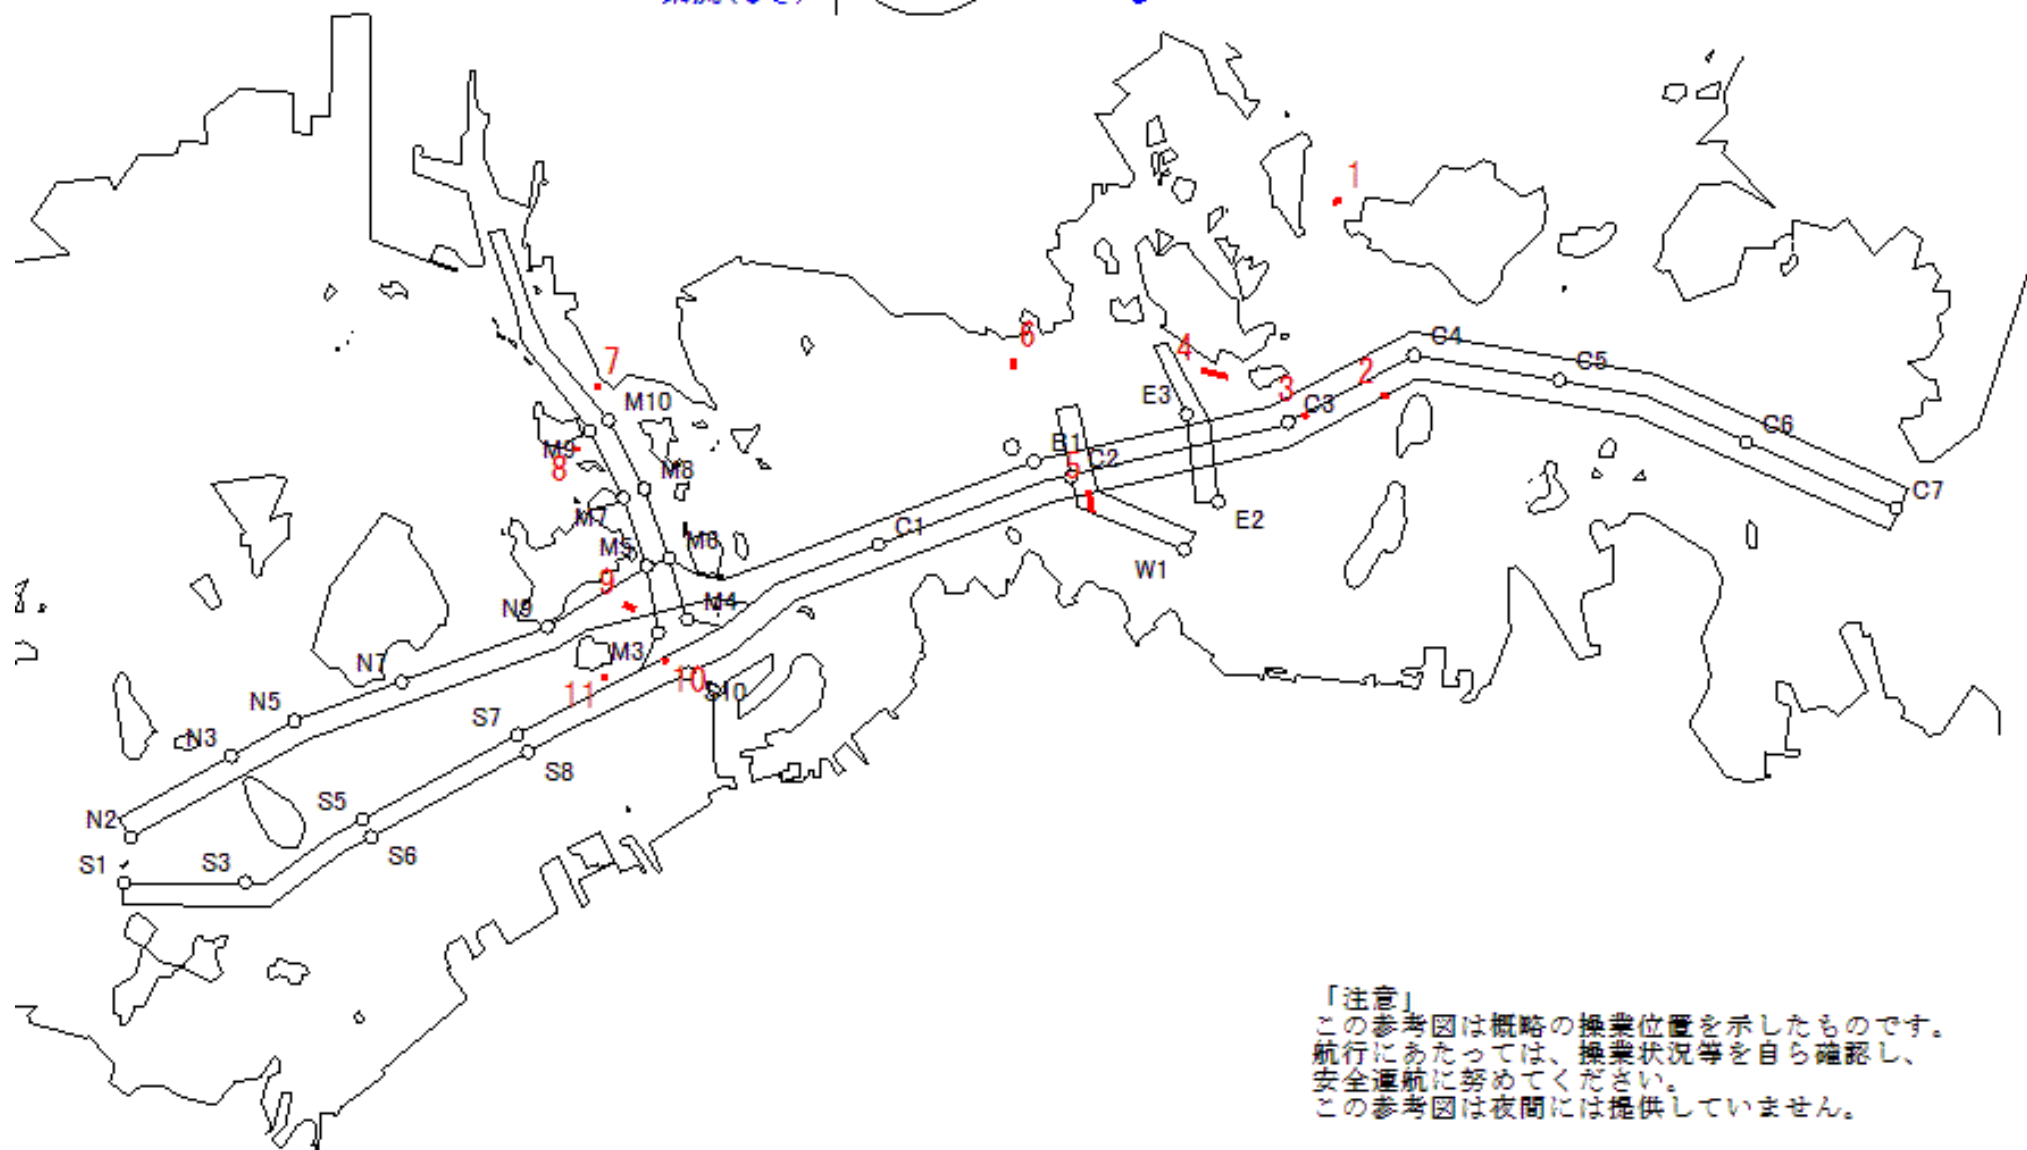 1
6
4
C4
2
C5
7
3
E3
C3
M10
C6
M9
B1
8
M8
5
C2
C7
M7
E2
C1
M5
M6
W1
9
N9
M4
M3
N7
10
11
S10
N5
S7
N3
S8
S5
N2
S6
S1
S3
「注意」
この参考図は概略の操業位置を示したものです。
航行にあたっては、操業状況等を自ら確認し、
安全運航に努めてください。
この参考図は夜間には提供していません。